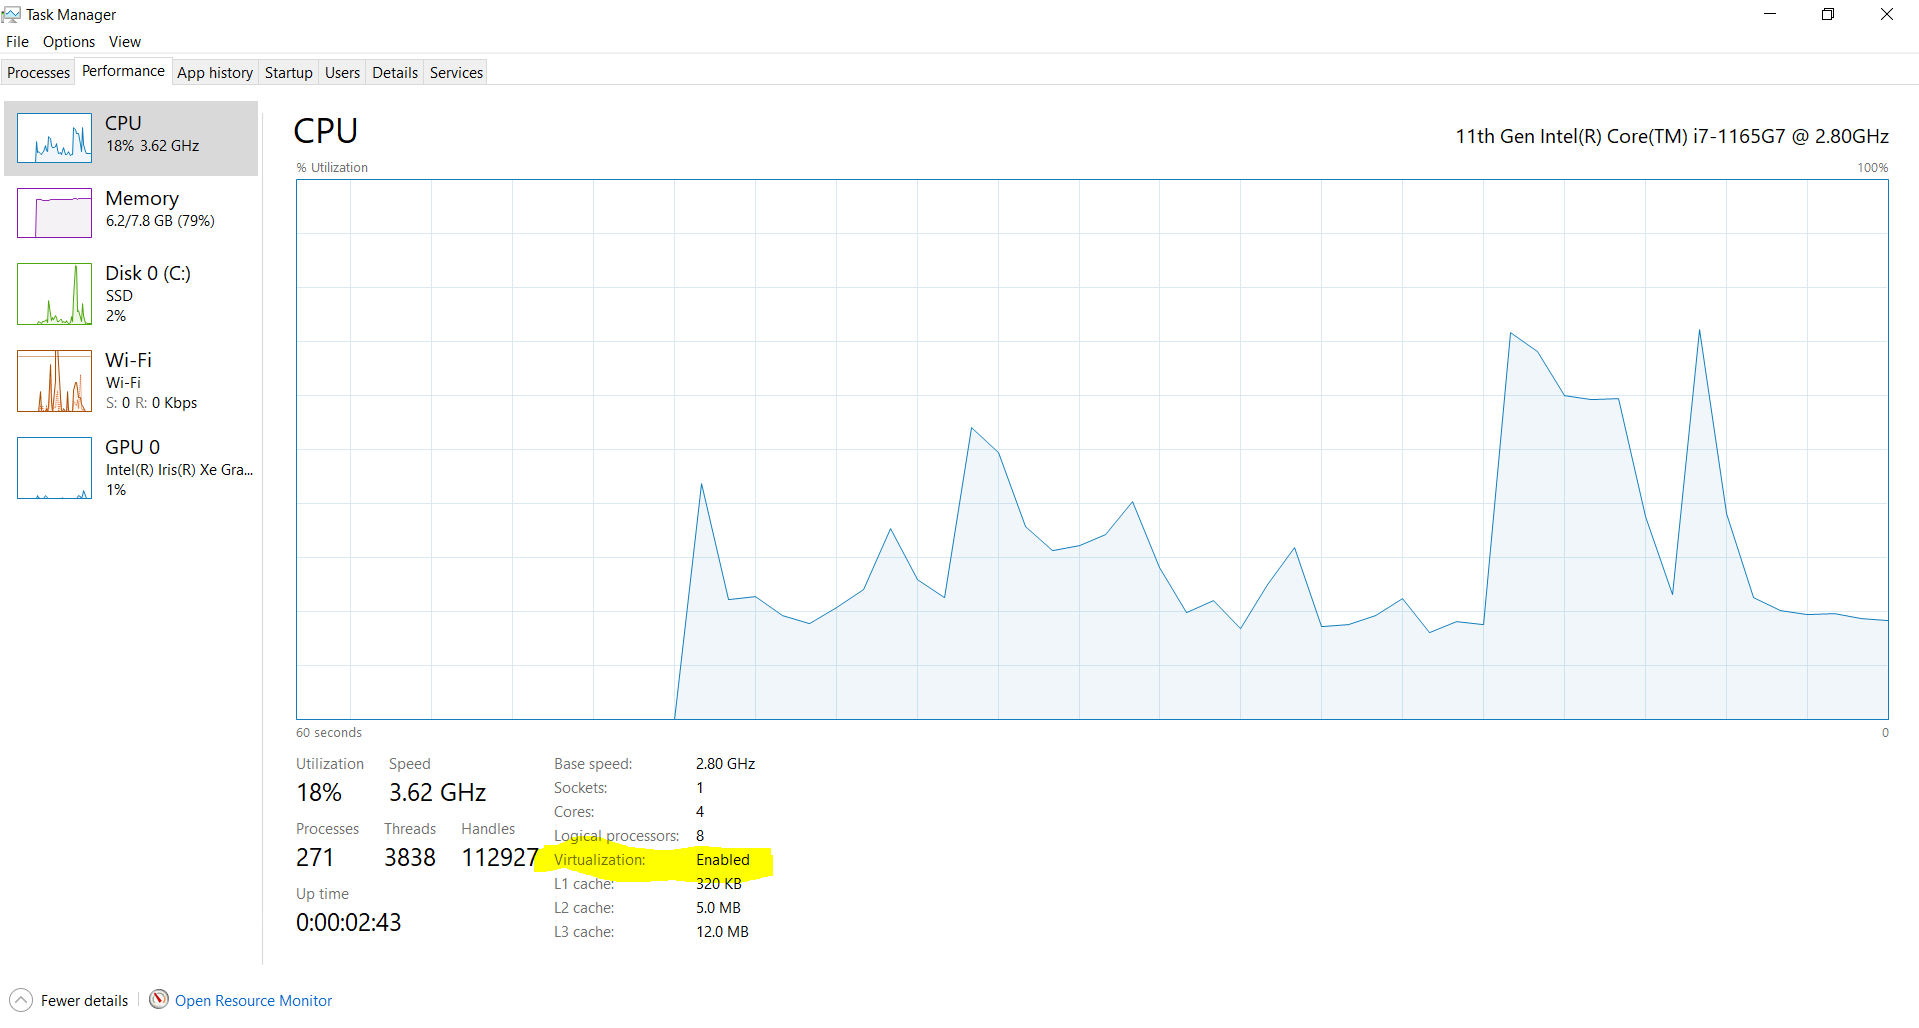 Task Manager
File Options View
Processes Performance App history Startup Users Details Services
CPU
18% 3.62 GHz
Memory
6.2/7.8 GB (79%)
Disk 0 (C:)
SSD
2%
Wi-Fi
Wi-Fi
S: 0 R: 0 Kbps
GPU 0
Intel(R) Iris(R) Xe Gra...
1%
CPU
11th Gen Intel(R) Core(TM) i7-1165G7 @ 2.80GHz
% Utilization 100%
60 seconds 0
Utilization Speed
18% 3.62 GHz
Processes Threads Handles
271 3838 112927
Up time
0:00:02:43
Base speed: 2.80 GHz
Sockets: 1
Cores: 4
Logical processors: 8
Virtualization: Enabled
L1 cache: 320 KB
L2 cache: 5.0 MB
L3 cache: 12.0 MB
Fewer details Open Resource Monitor